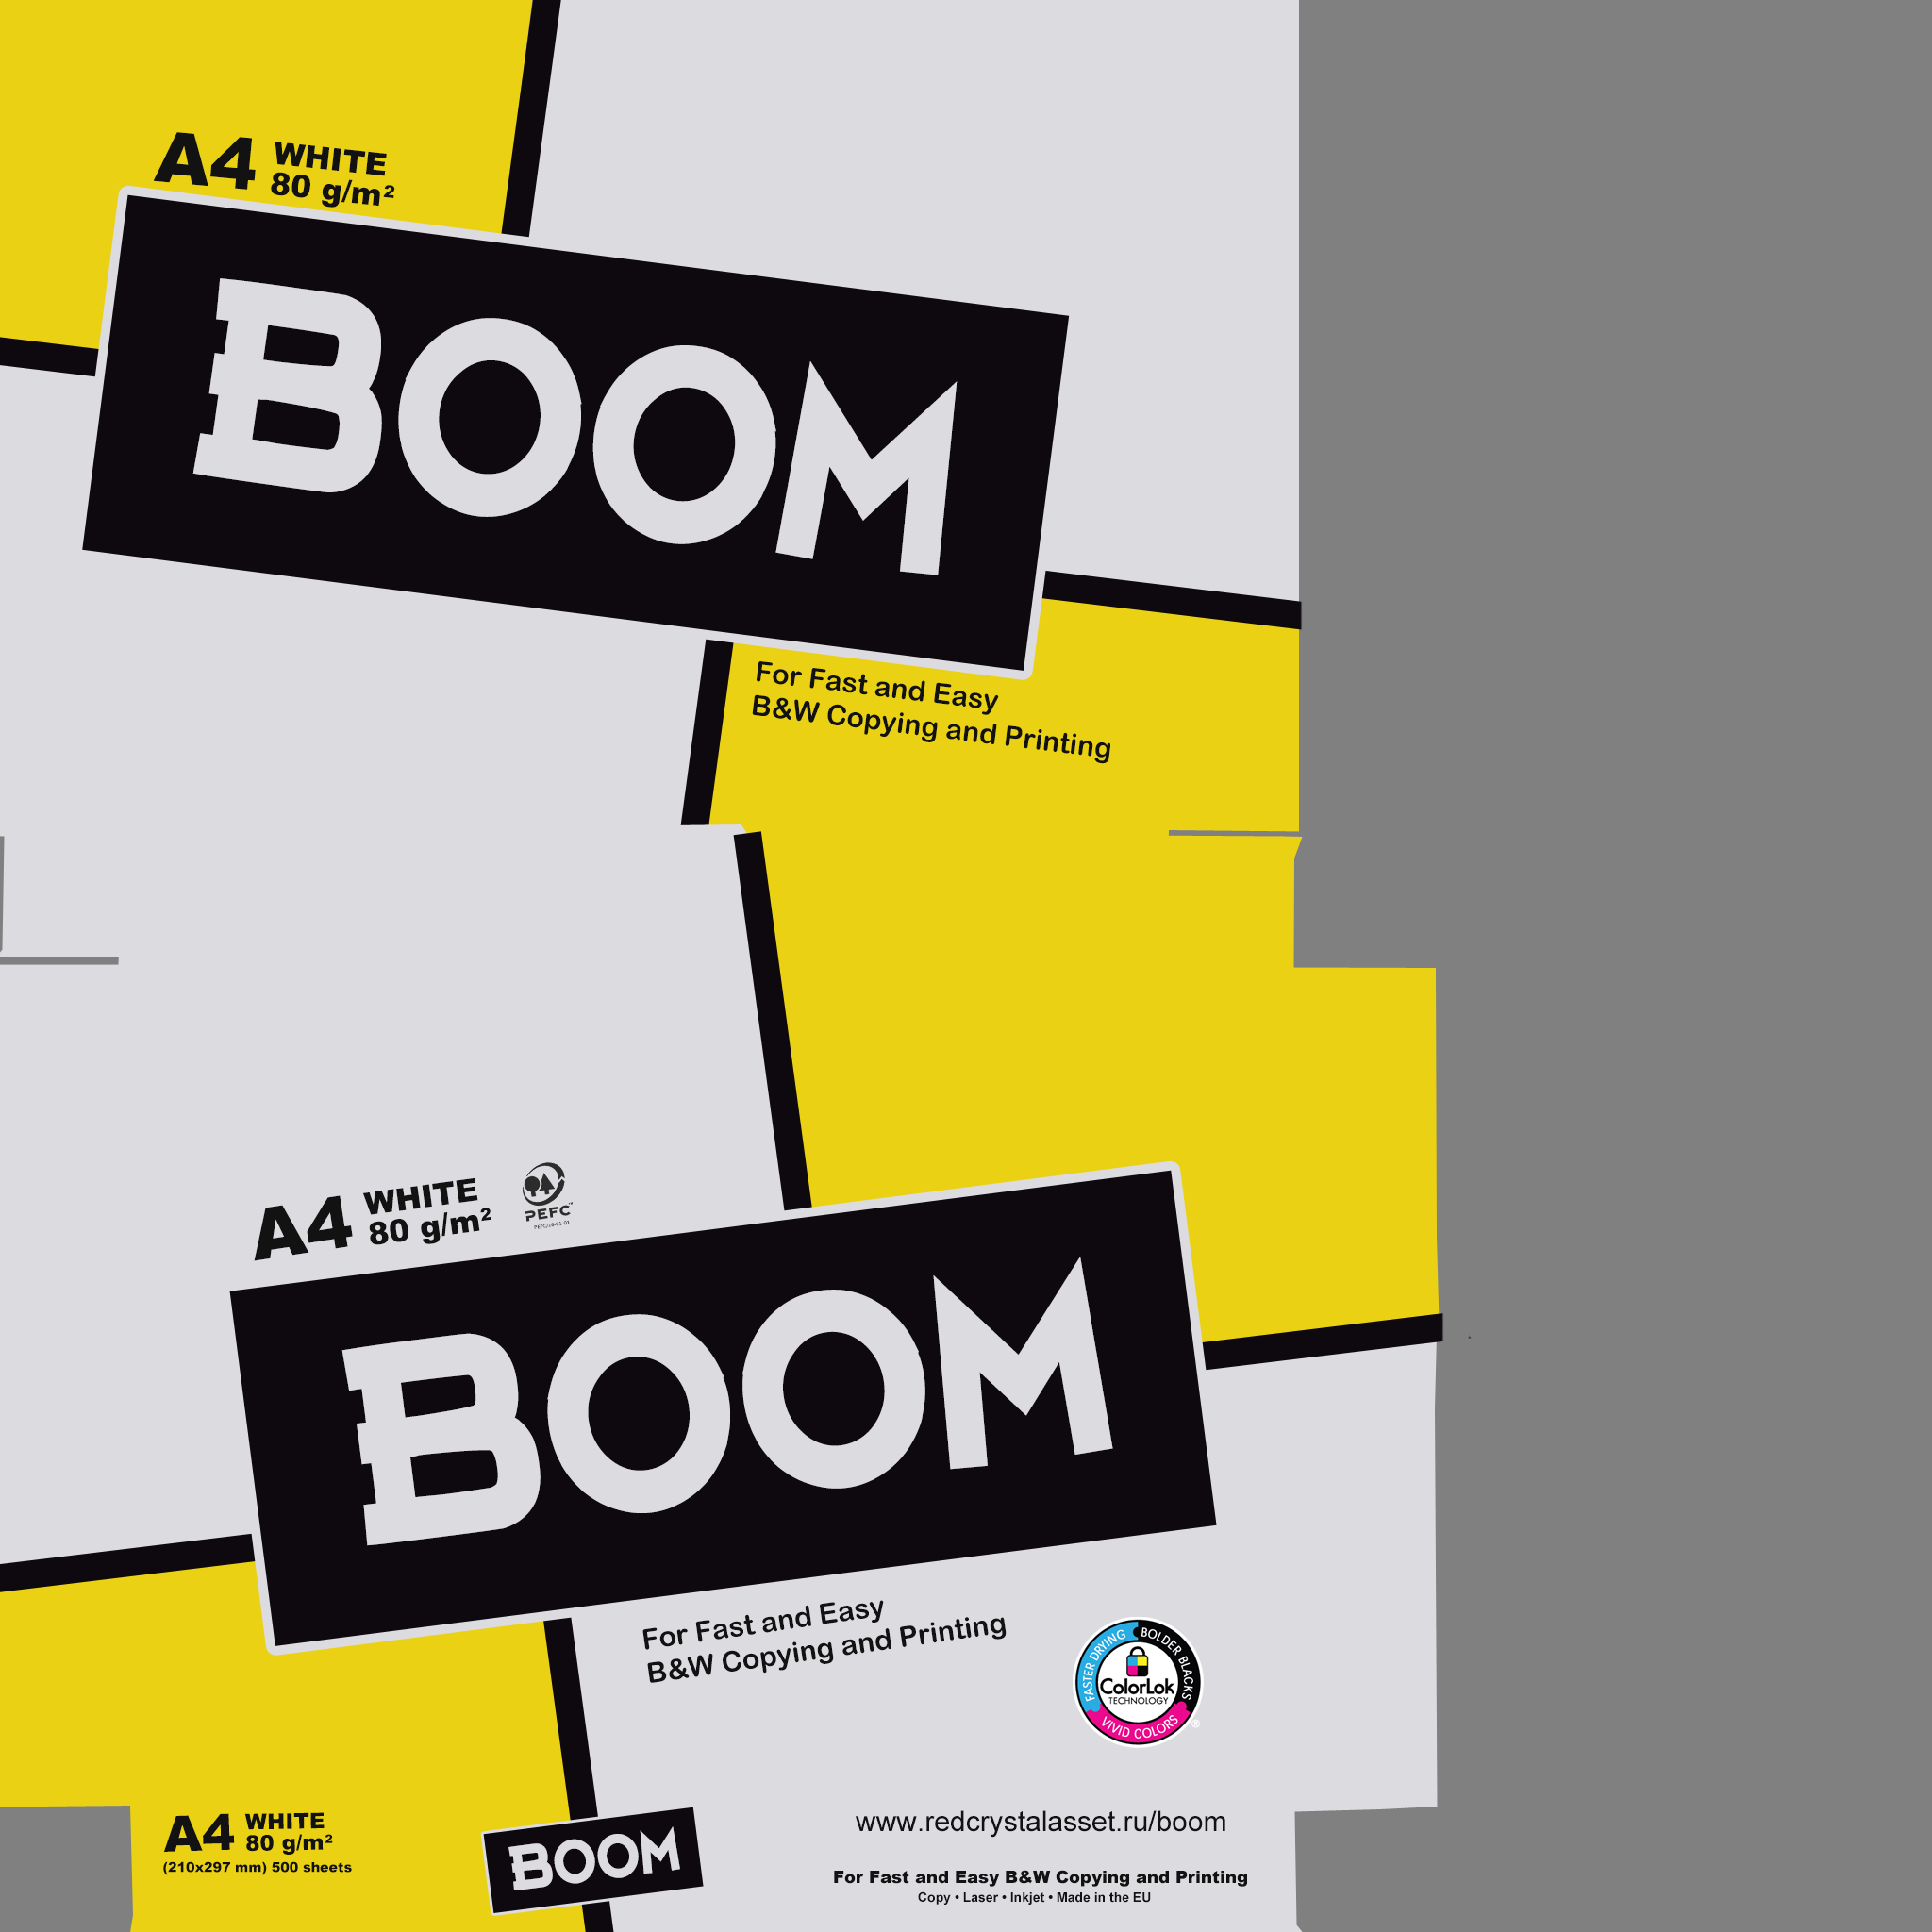 A4 WHITE
80 g/m²
BOOM
For Fast and Easy
B&W Copying and Printing
A4 WHITE
80 g/m²
PEFC™
BOOM
For Fast and Easy
B&W Copying and Printing
FASTER DRYING
BOLDER BLACKS
ColorLok
TECHNOLOGY
VIVID COLORS
®
A4 WHITE
80 g/m²
(210x297 mm) 500 sheets
BOOM
www.redcrystalasset.ru/boom
For Fast and Easy B&W Copying and Printing
Copy • Laser • Inkjet • Made in the EU